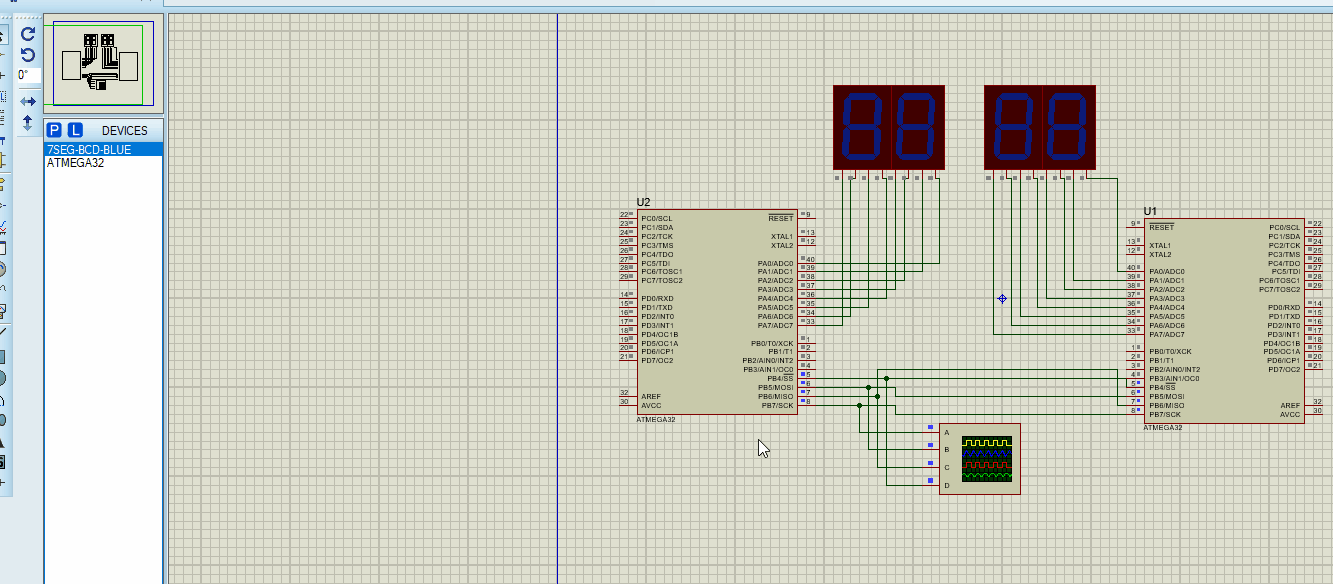 0°
P L DEVICES
7SEG-BCD-BLUE
ATMEGA32
U2
22 PC0/SCL
23 PC1/SDA
24 PC2/TCK
25 PC3/TMS
26 PC4/TDO
27 PC5/TDI
28 PC6/TOSC1
29 PC7/TOSC2
14 PD0/RXD
15 PD1/TXD
16 PD2/INT0
17 PD3/INT1
18 PD4/OC1B
19 PD5/OC1A
20 PD6/ICP1
21 PD7/OC2
32 AREF
30 AVCC
RESET 9
XTAL1 13
XTAL2 12
PA0/ADC0 40
PA1/ADC1 39
PA2/ADC2 38
PA3/ADC3 37
PA4/ADC4 36
PA5/ADC5 35
PA6/ADC6 34
PA7/ADC7 33
PB0/T0/XCK 1
PB1/T1 2
PB2/AIN0/INT2 3
PB3/AIN1/OC0 4
PB4/SS 5
PB5/MOSI 6
PB6/MISO 7
PB7/SCK 8
ATMEGA32
A
B
C
D
U1
9 RESET
13 XTAL1
12 XTAL2
40 PA0/ADC0
39 PA1/ADC1
38 PA2/ADC2
37 PA3/ADC3
36 PA4/ADC4
35 PA5/ADC5
34 PA6/ADC6
33 PA7/ADC7
1 PB0/T0/XCK
2 PB1/T1
3 PB2/AIN0/INT2
4 PB3/AIN1/OC0
5 PB4/SS
6 PB5/MOSI
7 PB6/MISO
8 PB7/SCK
PC0/SCL 22
PC1/SDA 23
PC2/TCK 24
PC3/TMS 25
PC4/TDO 26
PC5/TDI 27
PC6/TOSC1 28
PC7/TOSC2 29
PD0/RXD 14
PD1/TXD 15
PD2/INT0 16
PD3/INT1 17
PD4/OC1B 18
PD5/OC1A 19
PD6/ICP1 20
PD7/OC2 21
AREF 32
AVCC 30
ATMEGA32